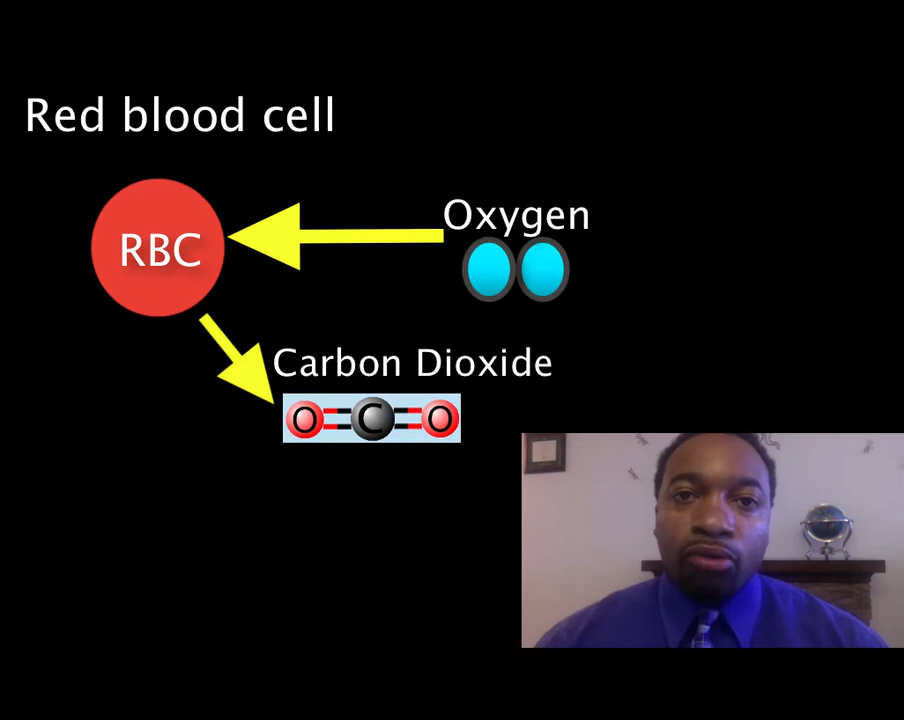 Red blood cell
RBC
Oxygen
Carbon Dioxide
O C O